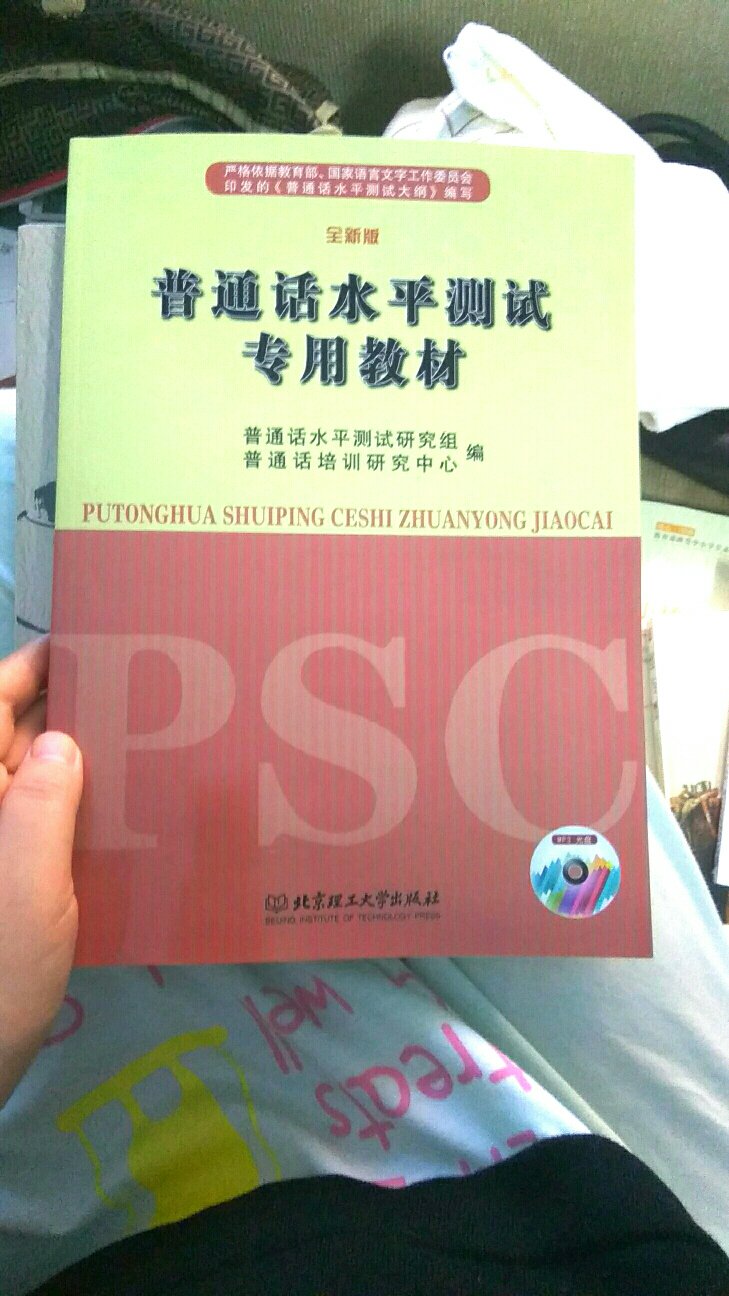 严格依据教育部、国家语言文字工作委员会
印发的《普通话水平测试大纲》编写
全新版
普通话水平测试
专用教材
普通话水平测试研究组
普通话培训研究中心
编
PUTONGHUA SHUIPING CESHI ZHUANYONG JIAOCAI
PSC
MP3 光盘
北京理工大学出版社
BEIJING INSTITUTE OF TECHNOLOGY PRESS
well
treats